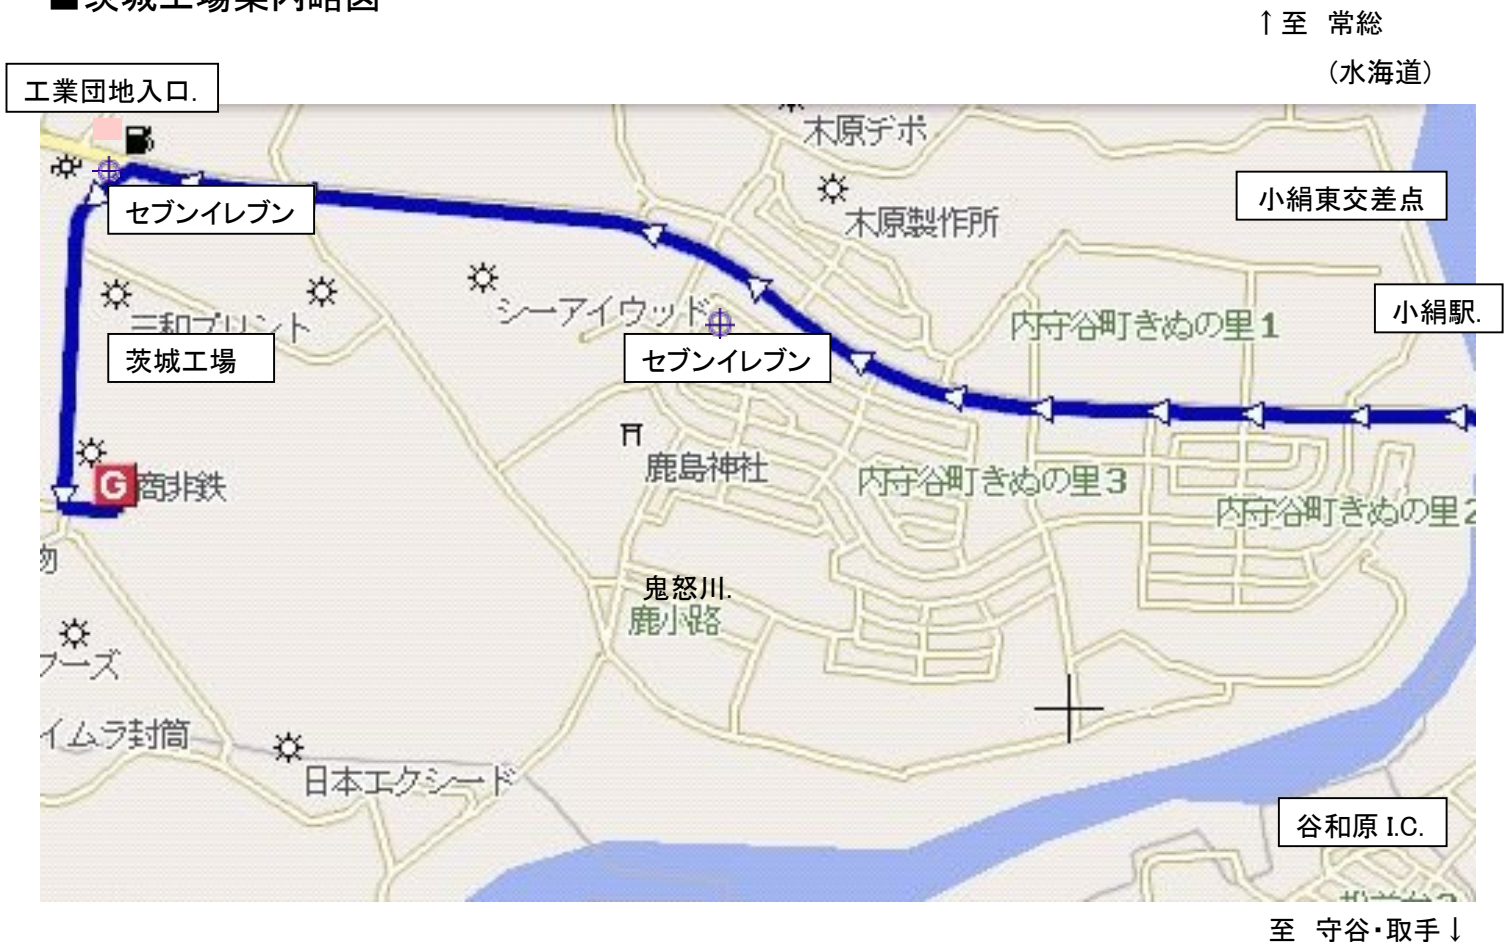 ■茨城工場案内略図
↑至 常総
(水海道)
工業団地入口.
木原デポ
セブンイレブン
木原製作所
小絹東交差点
シーアイウッド
三和プリント
内守谷町きぬの里1
小絹駅.
茨城工場
セブンイレブン
鹿島神社
内守谷町きぬの里3
G
商非鉄
内守谷町きぬの里2
物
鬼怒川.
鹿小路
フーズ
イムラ封筒
日本エクシード
谷和原 I.C.
至 守谷・取手↓